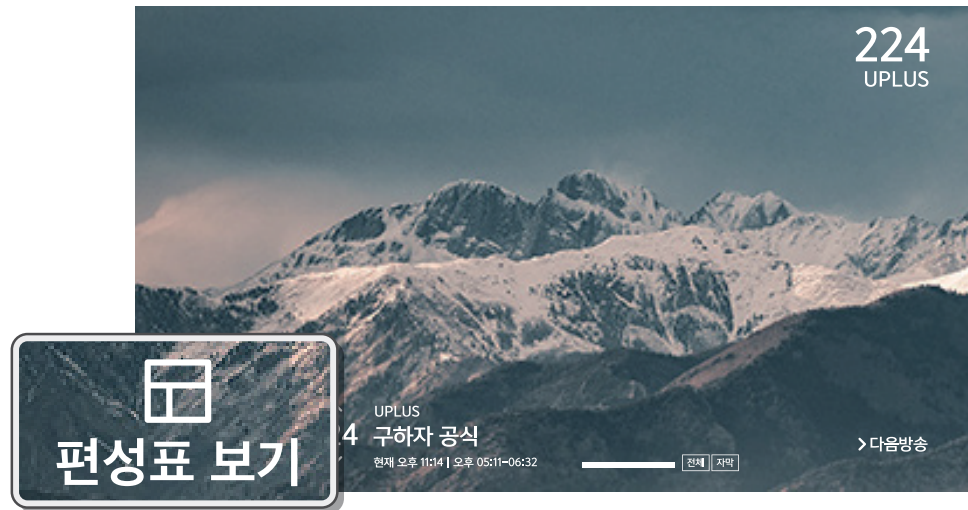 224
UPLUS
편성표 보기
UPLUS
24 구하자 공식
현재 오후 11:14 | 오후 05:11-06:32
전체 자막
다음방송